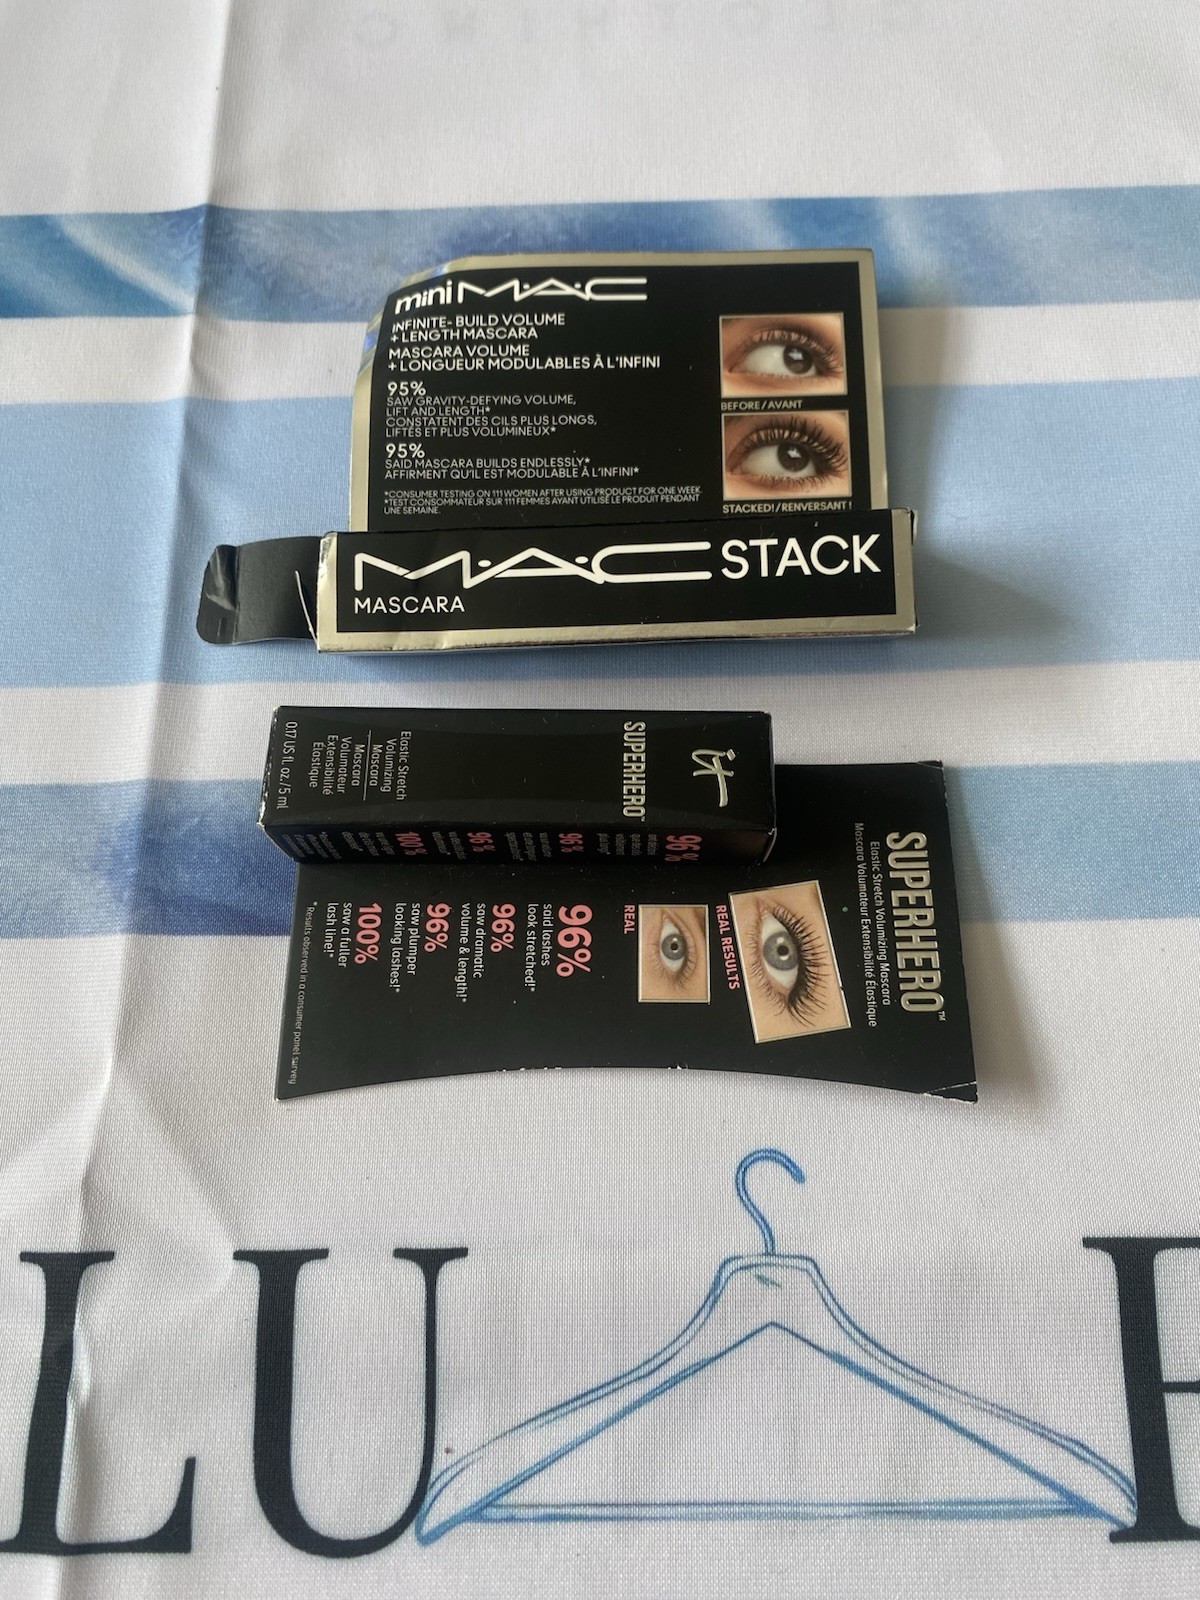 mini M·A·C
INFINITE-BUILD VOLUME
+ LENGTH MASCARA
MASCARA VOLUME
+ LONGUEUR MODULABLES À L'INFINI
95%
SAW GRAVITY-DEFYING VOLUME,
LIFT AND LENGTH*
CONSTATENT DES CILS PLUS LONGS,
LIFTÉS ET PLUS VOLUMINEUX*
95%
SAID MASCARA BUILDS ENDLESSLY*
AFFIRMENT QU'IL EST MODULABLE À L'INFINI*
*CONSUMER TESTING ON 111 WOMEN AFTER USING PRODUCT FOR ONE WEEK.
*TEST CONSOMMATEUR SUR 111 FEMMES AYANT UTILISÉ LE PRODUIT PENDANT
UNE SEMAINE.
BEFORE / AVANT
STACKED! / RENVERSANT!
M·A·C STACK
MASCARA
it
SUPERHERO™
Elastic Stretch
Volumizing
Mascara
Mascara
Volumateur
Extensibilité
Élastique
0.17 US fl. oz./5 ml
96%
96%
96%
100%
SUPERHERO™
Elastic Stretch Volumizing Mascara
Mascara Volumateur Extensibilité Élastique
REAL RESULTS
REAL
96%
said lashes
look stretched!*
96%
saw dramatic
volume & length!*
96%
saw plumper
looking lashes!*
100%
saw a fuller
lash line!*
*Results observed in a consumer panel survey
LU